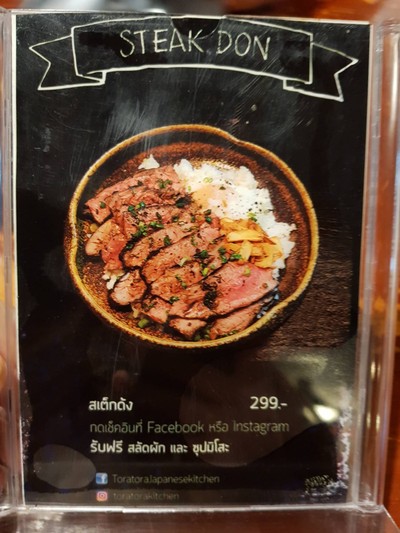 STEAK DON
สเต็กด้ง 299.-
กดเช็คอินที่ Facebook หรือ Instagram
รับฟรี สลัดผัก และ ซุปมิโสะ
ToratoraJapanesekitchen
toratorakitchen